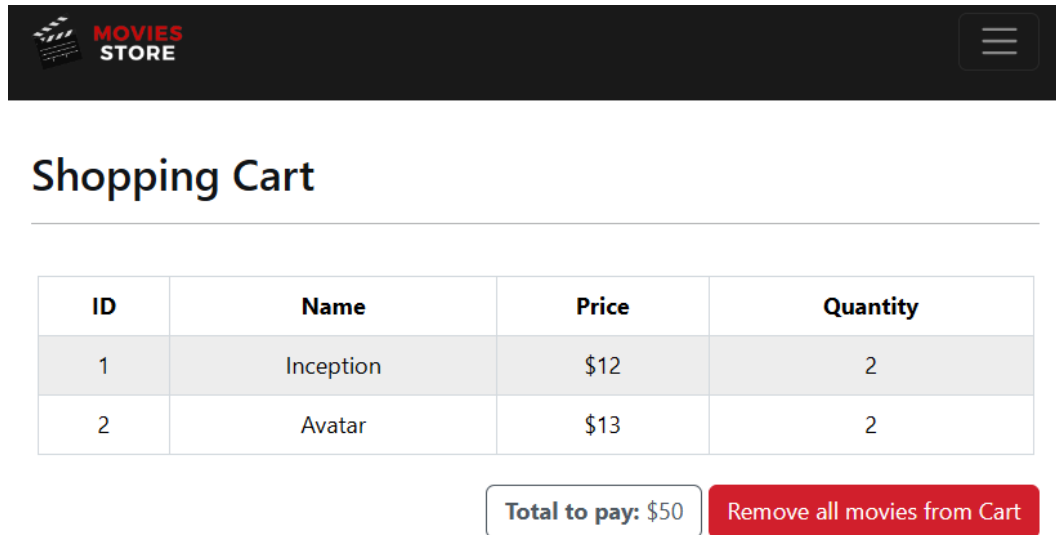 MOVIES
STORE
Shopping Cart
ID Name Price Quantity
1 Inception $12 2
2 Avatar $13 2
Total to pay: $50 Remove all movies from Cart